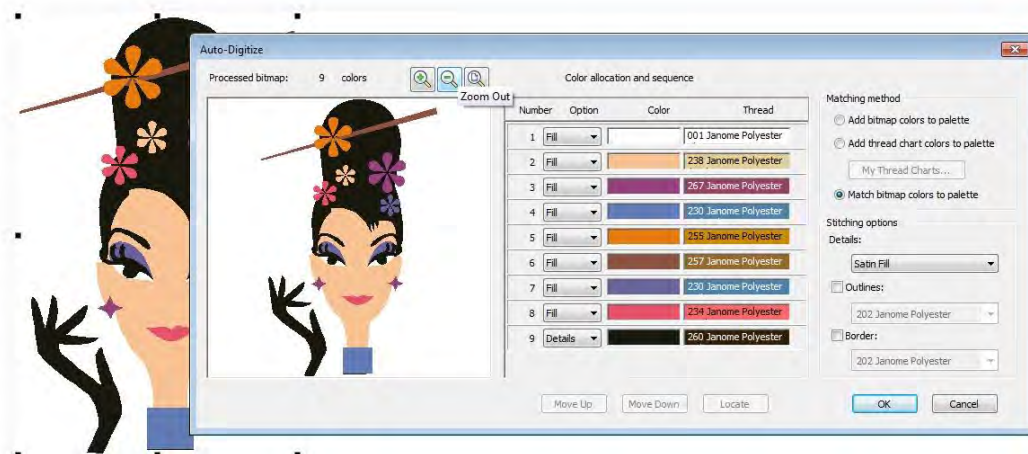 Auto-Digitize
Processed bitmap: 9 colors
Zoom Out
Color allocation and sequence
Number Option Color Thread
1 Fill 001 Janome Polyester
2 Fill 238 Janome Polyester
3 Fill 267 Janome Polyester
4 Fill 230 Janome Polyester
5 Fill 255 Janome Polyester
6 Fill 257 Janome Polyester
7 Fill 230 Janome Polyester
8 Fill 234 Janome Polyester
9 Details 260 Janome Polyester
Move Up Move Down Locate
Matching method
Add bitmap colors to palette
Add thread chart colors to palette
My Thread Charts...
Match bitmap colors to palette
Stitching options
Details:
Satin Fill
Outlines:
202 Janome Polyester
Border:
202 Janome Polyester
OK Cancel